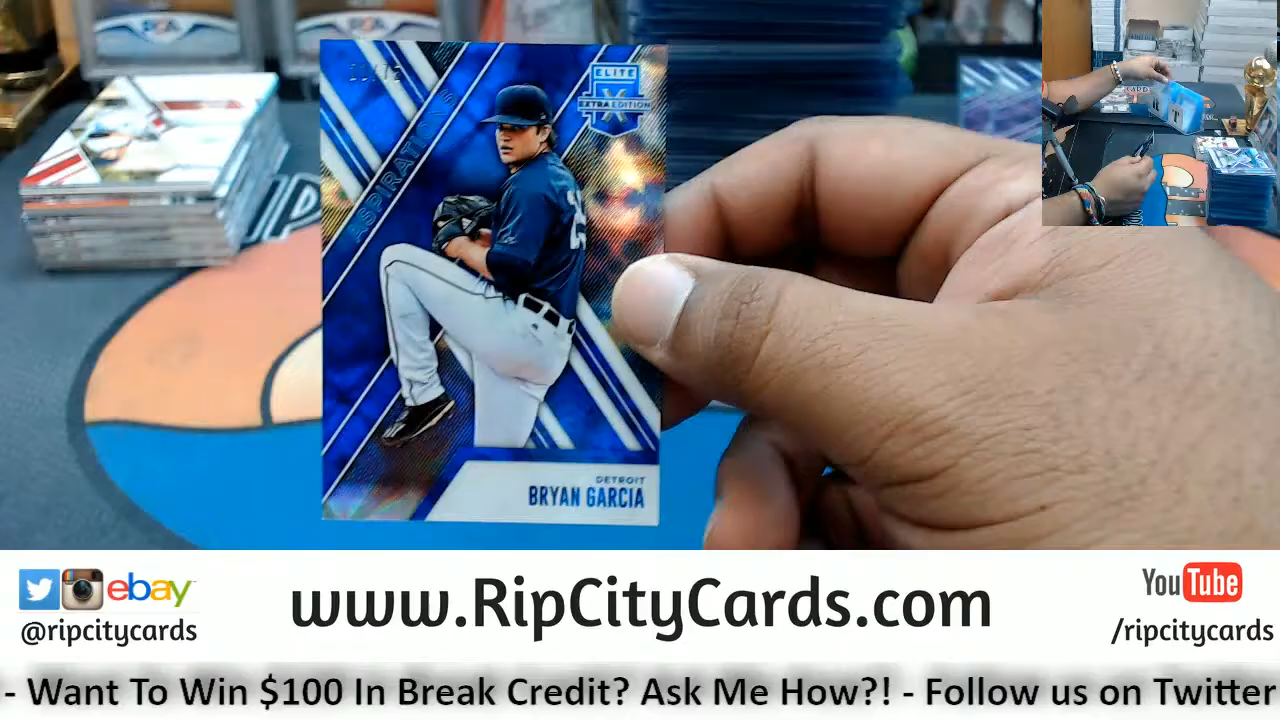 ELITE
EXTRA EDITION
ASPIRATIONS
DETROIT
BRYAN GARCIA
ebay
@ripcitycards
www.RipCityCards.com
YouTube
/ripcitycards
- Want To Win $100 In Break Credit? Ask Me How?! - Follow us on Twitter